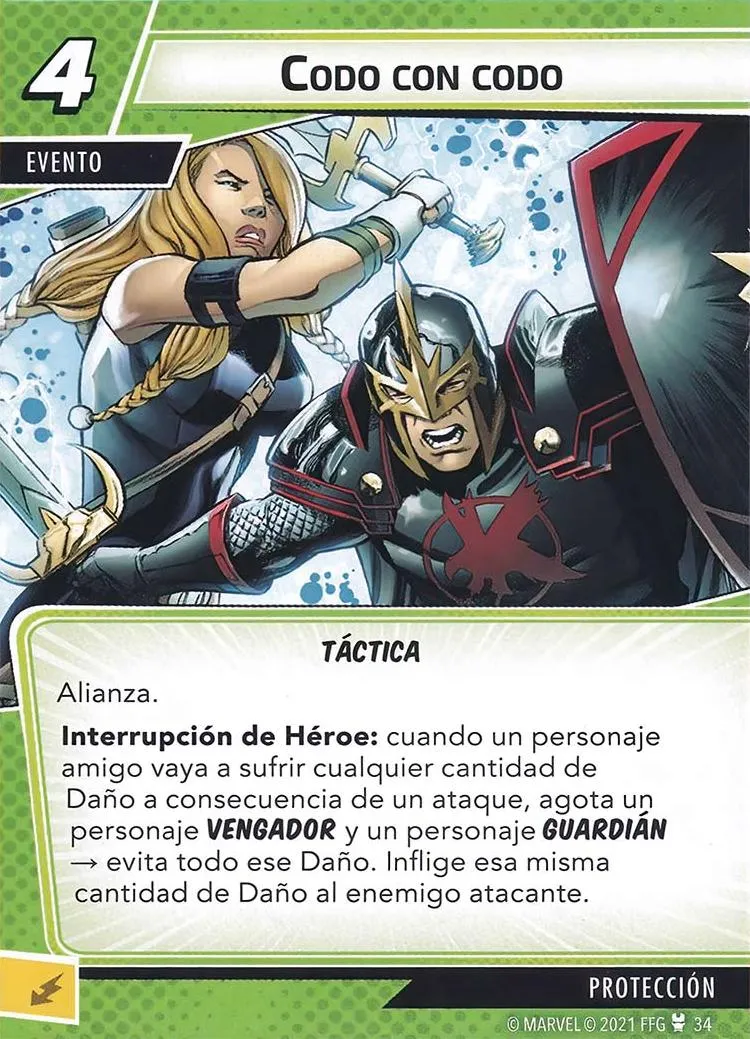 4
CODO CON CODO
EVENTO
TÁCTICA
Alianza.
Interrupción de Héroe: cuando un personaje
amigo vaya a sufrir cualquier cantidad de
Daño a consecuencia de un ataque, agota un
personaje VENGADOR y un personaje GUARDIÁN
→ evita todo ese Daño. Inflige esa misma
cantidad de Daño al enemigo atacante.
PROTECCIÓN
© MARVEL © 2021 FFG 34